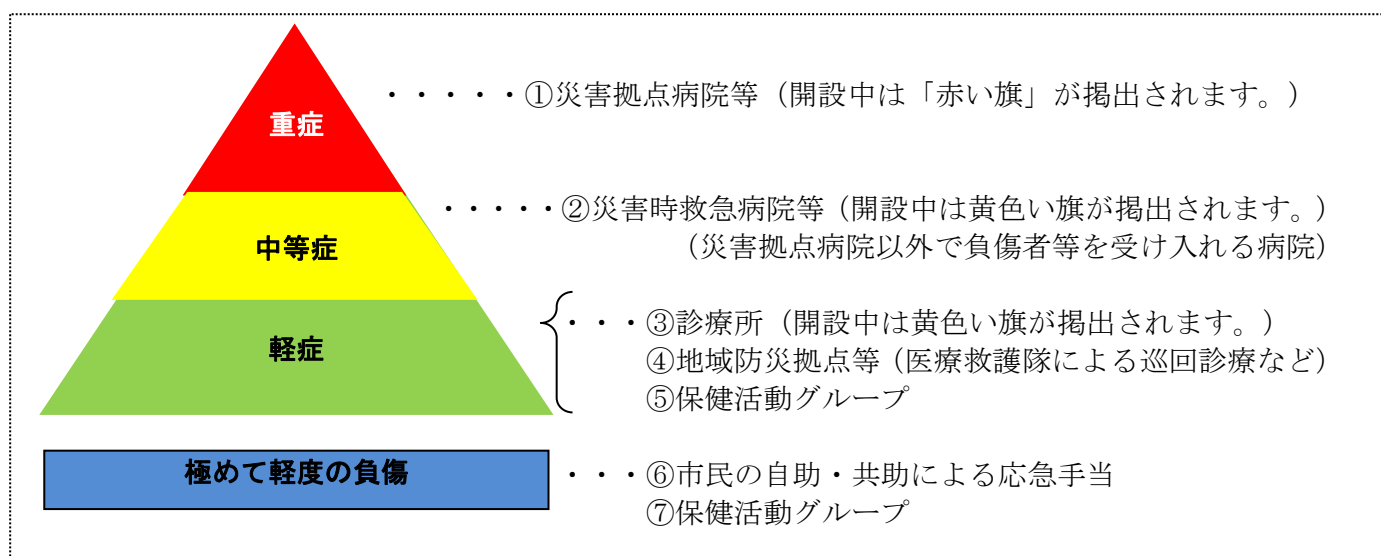 重症
・・・・・①災害拠点病院等（開設中は「赤い旗」が掲出されます。）
中等症
・・・・・②災害時救急病院等（開設中は黄色い旗が掲出されます。）
（災害拠点病院以外で負傷者等を受け入れる病院）
軽症
・・・③診療所（開設中は黄色い旗が掲出されます。）
④地域防災拠点等（医療救護隊による巡回診療など）
⑤保健活動グループ
極めて軽度の負傷
・・・⑥市民の自助・共助による応急手当
⑦保健活動グループ